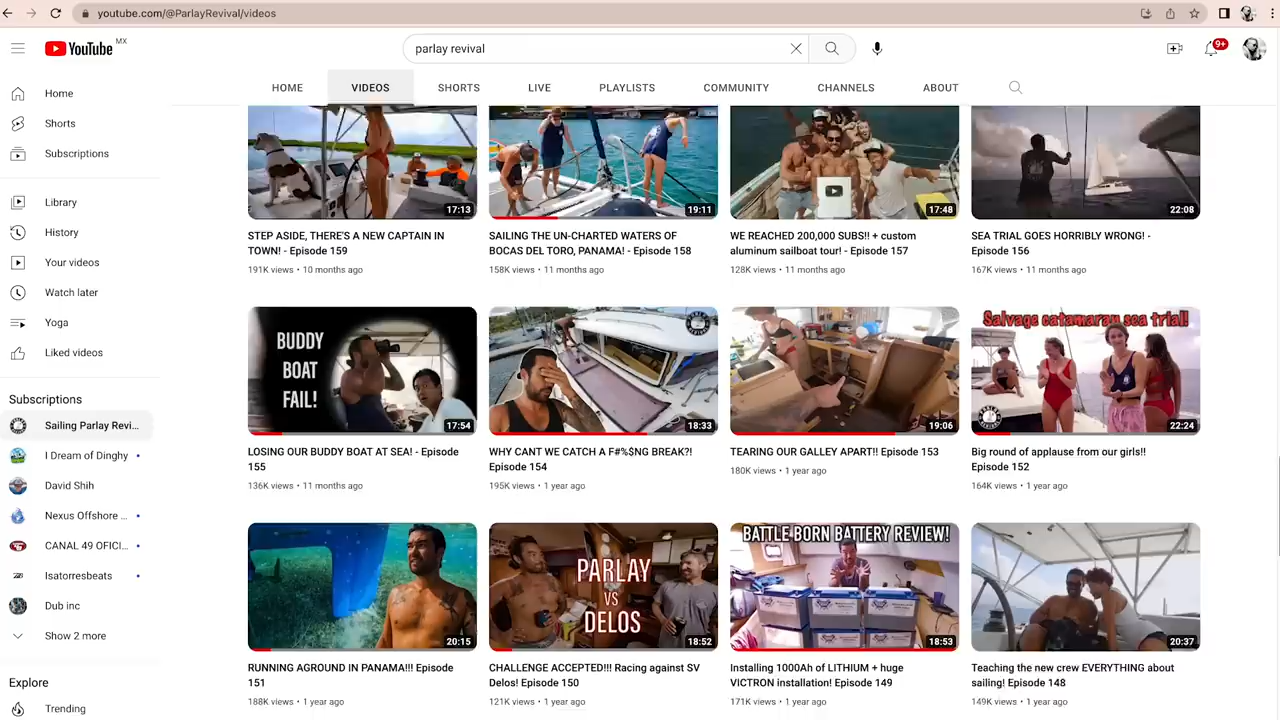 youtube.com/@ParlayRevival/videos
YouTube MX
parlay revival
9+
HOME
VIDEOS
SHORTS
LIVE
PLAYLISTS
COMMUNITY
CHANNELS
ABOUT
Home
Shorts
Subscriptions
Library
History
Your videos
Watch later
Yoga
Liked videos
Subscriptions
Sailing Parlay Revi...
I Dream of Dinghy
David Shih
Nexus Offshore ...
CANAL 49 OFICI...
Isatorresbeats
Dub inc
Show 2 more
Explore
Trending
17:13
STEP ASIDE, THERE'S A NEW CAPTAIN IN
TOWN! - Episode 159
191K views • 10 months ago
19:11
SAILING THE UN-CHARTED WATERS OF
BOCAS DEL TORO, PANAMA! - Episode 158
158K views • 11 months ago
17:48
WE REACHED 200,000 SUBS!! + custom
aluminum sailboat tour! - Episode 157
128K views • 11 months ago
22:08
SEA TRIAL GOES HORRIBLY WRONG! -
Episode 156
167K views • 11 months ago
BUDDY
BOAT
FAIL!
17:54
LOSING OUR BUDDY BOAT AT SEA! - Episode
155
136K views • 11 months ago
18:33
WHY CANT WE CATCH A F#%$NG BREAK?!
Episode 154
195K views • 1 year ago
19:06
TEARING OUR GALLEY APART!! Episode 153
180K views • 1 year ago
Salvage catamaran sea trial!
22:24
Big round of applause from our girls!!
Episode 152
164K views • 1 year ago
20:15
RUNNING AGROUND IN PANAMA!!! Episode
151
188K views • 1 year ago
PARLAY
VS
DELOS
18:52
CHALLENGE ACCEPTED!!! Racing against SV
Delos! Episode 150
121K views • 1 year ago
BATTLE BORN BATTERY REVIEW!
18:53
Installing 1000Ah of LITHIUM + huge
VICTRON installation! Episode 149
171K views • 1 year ago
20:37
Teaching the new crew EVERYTHING about
sailing! Episode 148
149K views • 1 year ago